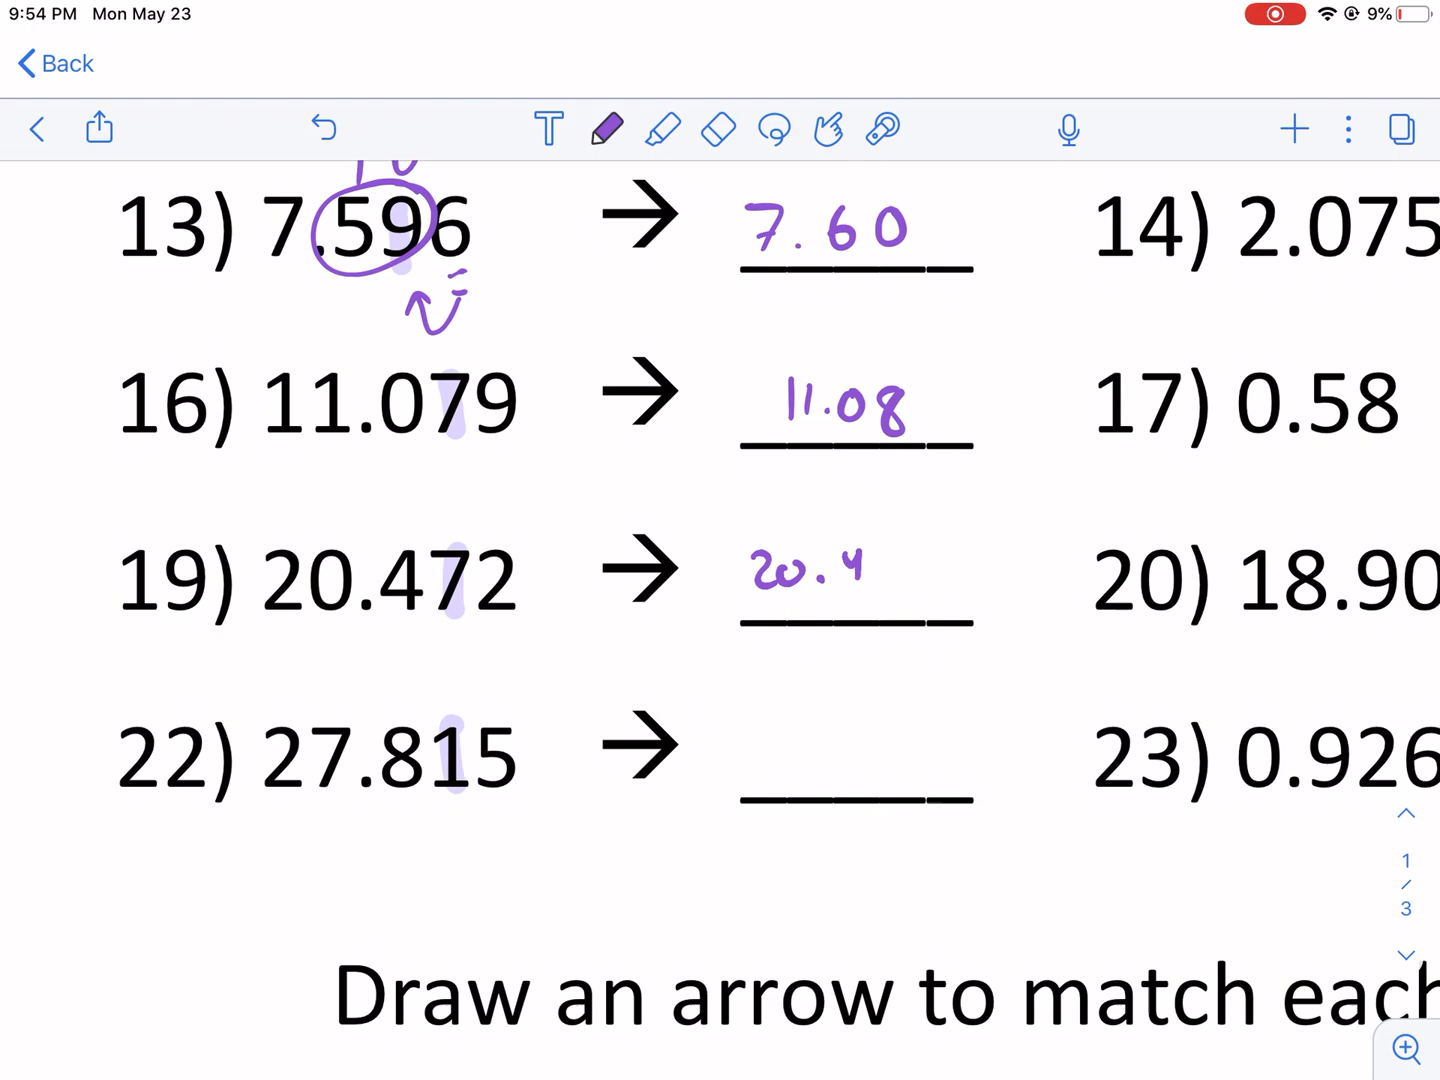 9:54 PM Mon May 23 9%
Back
T
10
13) 7.596 → 7.60 14) 2.075
16) 11.079 → 11.08 17) 0.58
19) 20.472 → 20.4 20) 18.90
22) 27.815 → 23) 0.926
1
/
3
Draw an arrow to match each